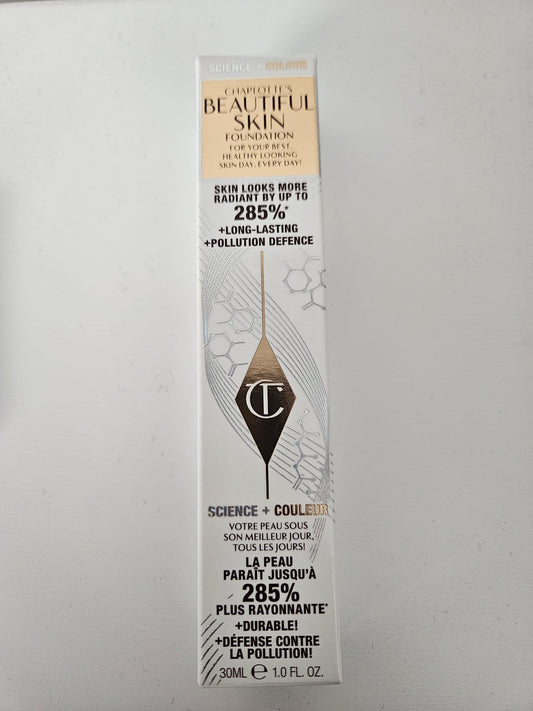 SCIENCE + COLOUR
CHARLOTTE'S
BEAUTIFUL
SKIN
FOUNDATION
FOR YOUR BEST,
HEALTHY LOOKING
SKIN DAY, EVERY DAY!
SKIN LOOKS MORE
RADIANT BY UP TO
285%*
+LONG-LASTING
+POLLUTION DEFENCE
CT
SCIENCE + COULEUR
VOTRE PEAU SOUS
SON MEILLEUR JOUR,
TOUS LES JOURS!
LA PEAU
PARAÎT JUSQU'À
285%
PLUS RAYONNANTE*
+DURABLE!
+DÉFENSE CONTRE
LA POLLUTION!
30ML ℮ 1.0 FL. OZ.